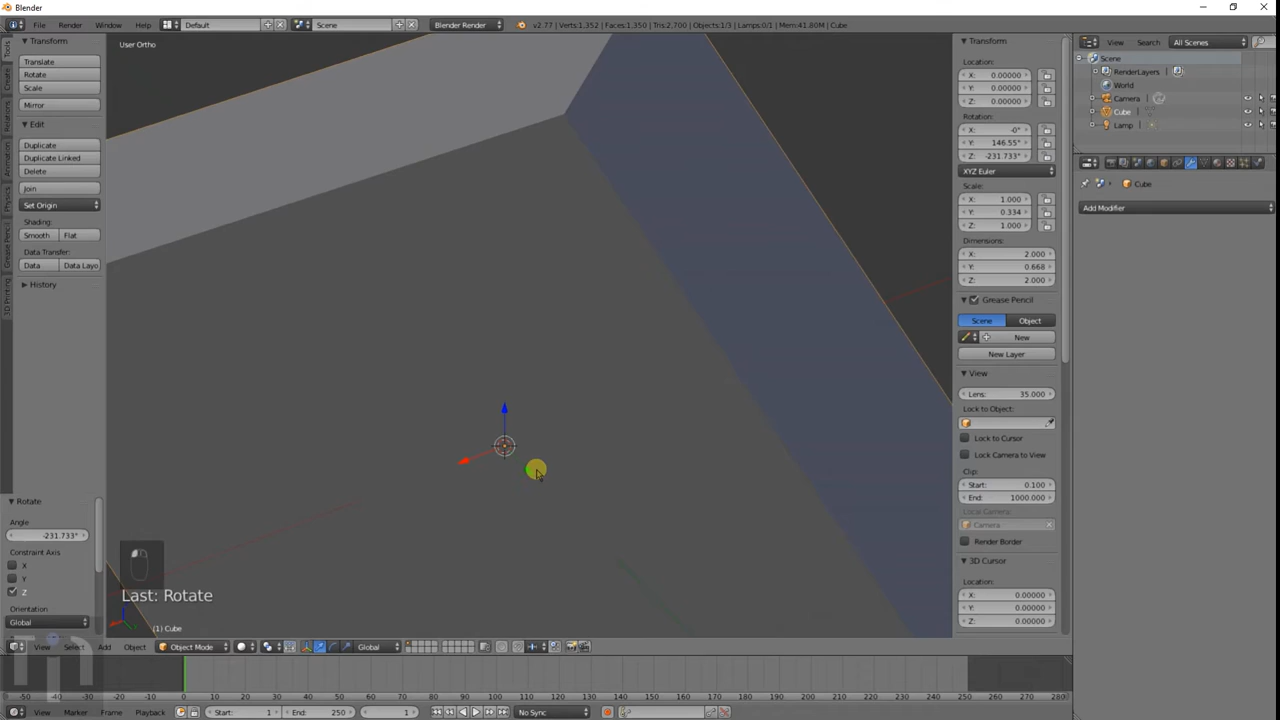 Blender
File Render Window Help Default Scene Blender Render v2.77 | Verts:1,352 | Faces:1,350 | Tris:2,700 | Objects:1/3 | Lamps:0/1 | Mem:41.80M | Cube
View Search All Scenes
User Ortho
Tools
Create
Relations
Animation
Physics
Grease Pencil
3D Printing
Transform
Translate
Rotate
Scale
Mirror
Edit
Duplicate
Duplicate Linked
Delete
Join
Set Origin
Shading:
Smooth Flat
Data Transfer:
Data Data Layo
History
Rotate
Angle
-231.733°
Constraint Axis
X
Y
Z
Orientation
Global
Last: Rotate
(1) Cube
Transform
Location:
X: 0.00000
Y: 0.00000
Z: 0.00000
Rotation:
X: -0°
Y: 146.55°
Z: -231.733°
XYZ Euler
Scale:
X: 1.000
Y: 0.334
Z: 1.000
Dimensions:
X: 2.000
Y: 0.668
Z: 2.000
Grease Pencil
Scene Object
New
New Layer
View
Lens: 35.000
Lock to Object:
Lock to Cursor
Lock Camera to View
Clip:
Start: 0.100
End: 1000.000
Local Camera:
Camera
Render Border
3D Cursor
Location:
X: 0.00000
Y: 0.00000
Z: 0.00000
Scene
RenderLayers
World
Camera
Cube
Lamp
Cube
Add Modifier
View Select Add Object Object Mode Global
-50 -40 -30 -20 -10 0 10 20 30 40 50 60 70 80 90 100 110 120 130 140 150 160 170 180 190 200 210 220 230 240 250 260 270 280
View Marker Frame Playback Start: 1 End: 250 1 No Sync